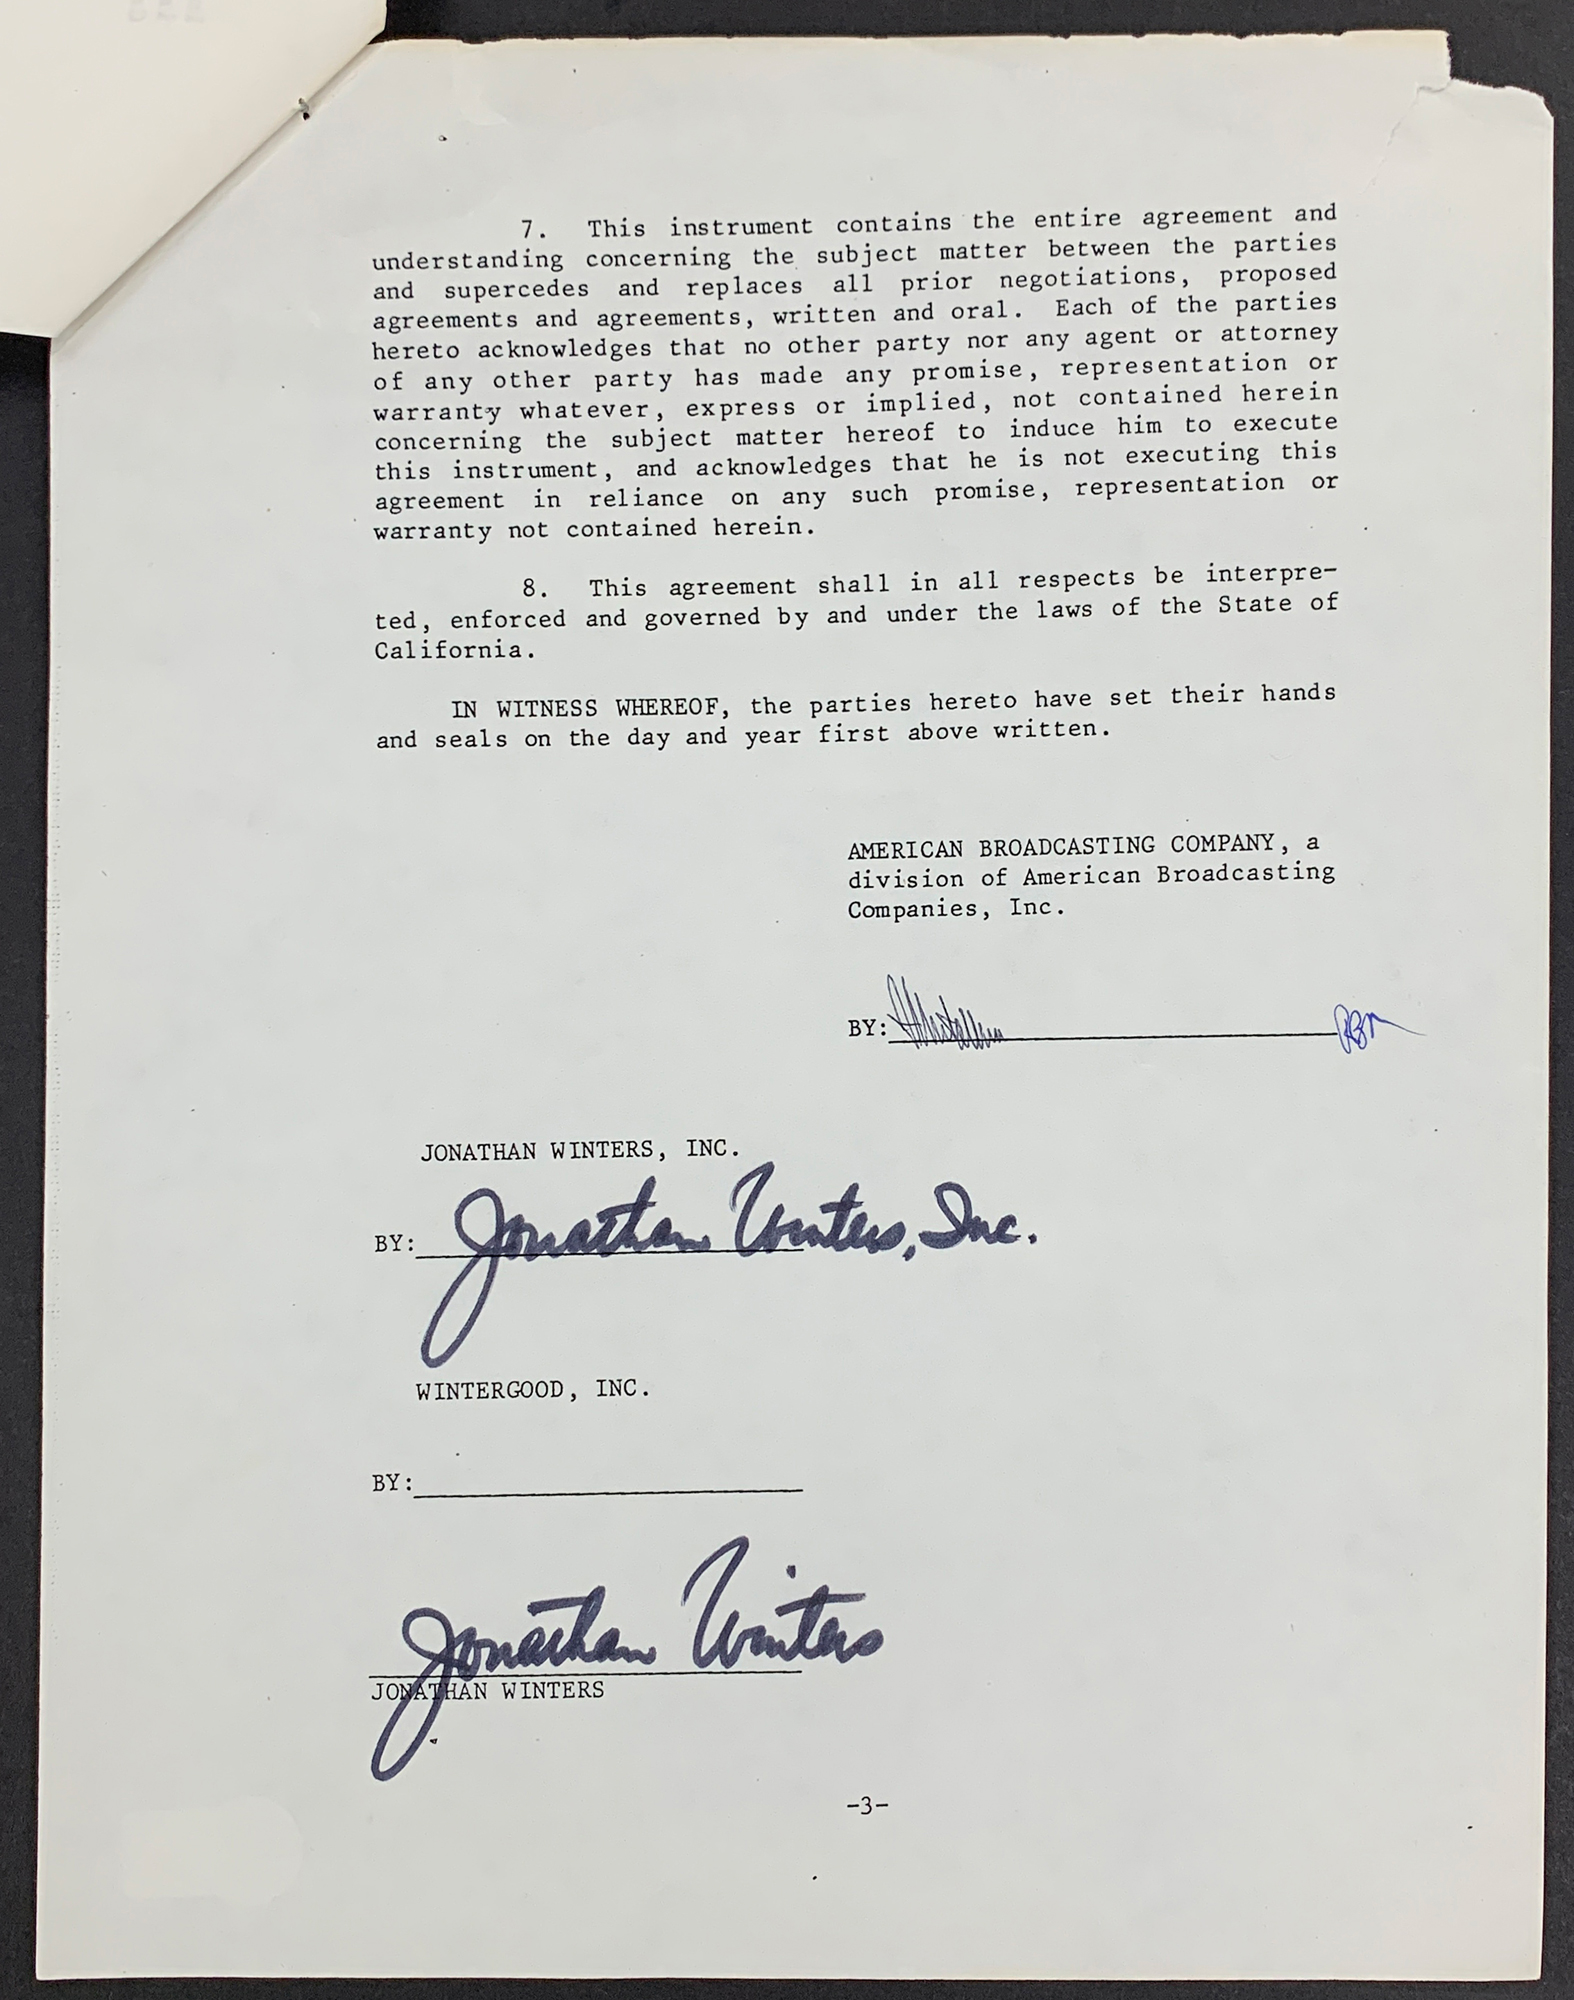 7. This instrument contains the entire agreement and
understanding concerning the subject matter between the parties
and supercedes and replaces all prior negotiations, proposed
agreements and agreements, written and oral. Each of the parties
hereto acknowledges that no other party nor any agent or attorney
of any other party has made any promise, representation or
warranty whatever, express or implied, not contained herein
concerning the subject matter hereof to induce him to execute
this instrument, and acknowledges that he is not executing this
agreement in reliance on any such promise, representation or
warranty not contained herein.
8. This agreement shall in all respects be interpre-
ted, enforced and governed by and under the laws of the State of
California.
IN WITNESS WHEREOF, the parties hereto have set their hands
and seals on the day and year first above written.
AMERICAN BROADCASTING COMPANY, a
division of American Broadcasting
Companies, Inc.
BY:
JONATHAN WINTERS, INC.
BY: Jonathan Winters, Inc.
WINTERGOOD, INC.
BY:
Jonathan Winters
JONATHAN WINTERS
-3-